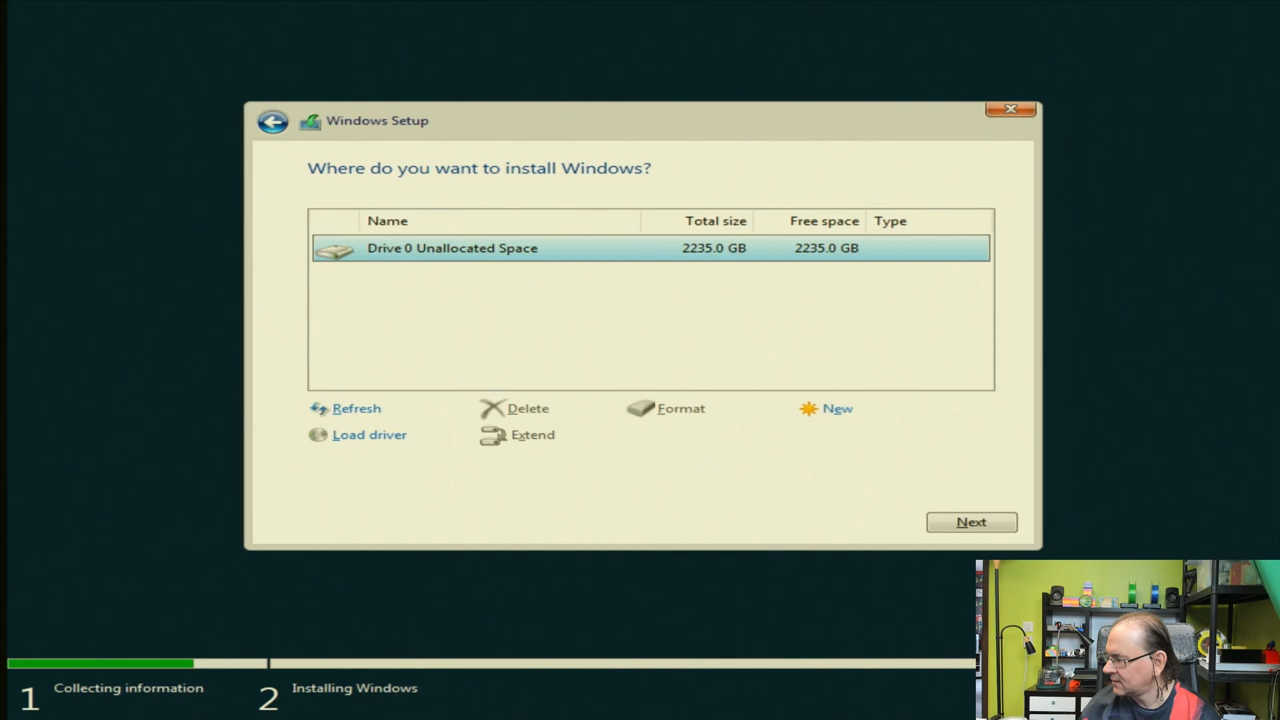 Windows Setup
Where do you want to install Windows?
Name Total size Free space Type
Drive 0 Unallocated Space 2235.0 GB 2235.0 GB
Refresh Delete Format New
Load driver Extend
Next
1 Collecting information 2 Installing Windows